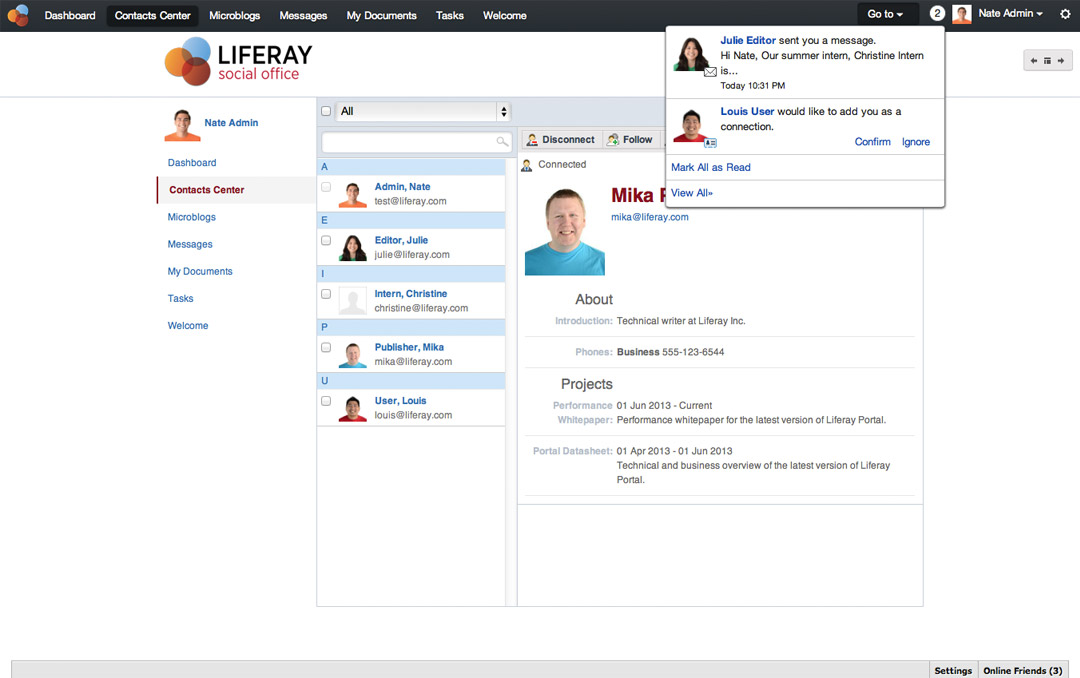 Dashboard Contacts Center Microblogs Messages My Documents Tasks Welcome Go to 2 Nate Admin
LIFERAY
social office
Nate Admin
Dashboard
Contacts Center
Microblogs
Messages
My Documents
Tasks
Welcome
All
A
Admin, Nate
test@liferay.com
E
Editor, Julie
julie@liferay.com
I
Intern, Christine
christine@liferay.com
P
Publisher, Mika
mika@liferay.com
U
User, Louis
louis@liferay.com
Disconnect Follow
Connected
Mika
mika@liferay.com
About
Introduction: Technical writer at Liferay Inc.
Phones: Business 555-123-6544
Projects
Performance 01 Jun 2013 - Current
Whitepaper: Performance whitepaper for the latest version of Liferay Portal.
Portal Datasheet: 01 Apr 2013 - 01 Jun 2013
Technical and business overview of the latest version of Liferay
Portal.
Julie Editor sent you a message.
Hi Nate, Our summer intern, Christine Intern
is...
Today 10:31 PM
Louis User would like to add you as a
connection.
Confirm Ignore
Mark All as Read
View All»
Settings Online Friends (3)